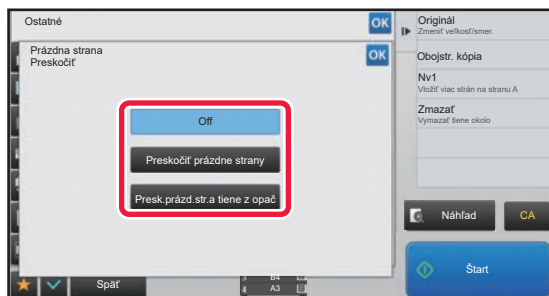 Ostatné
OK
Prázdna strana
Preskočiť
OK
Off
Preskočiť prázdne strany
Presk.prázd.str.a tiene z opač
Späť
B4
4 A3
Originál
Zmeniť veľkosť/smer.
Obojstr. kópia
Nv1
Vložiť viac strán na stranu A
Zmazať
Vymazať tiene okolo
Náhľad
CA
Štart